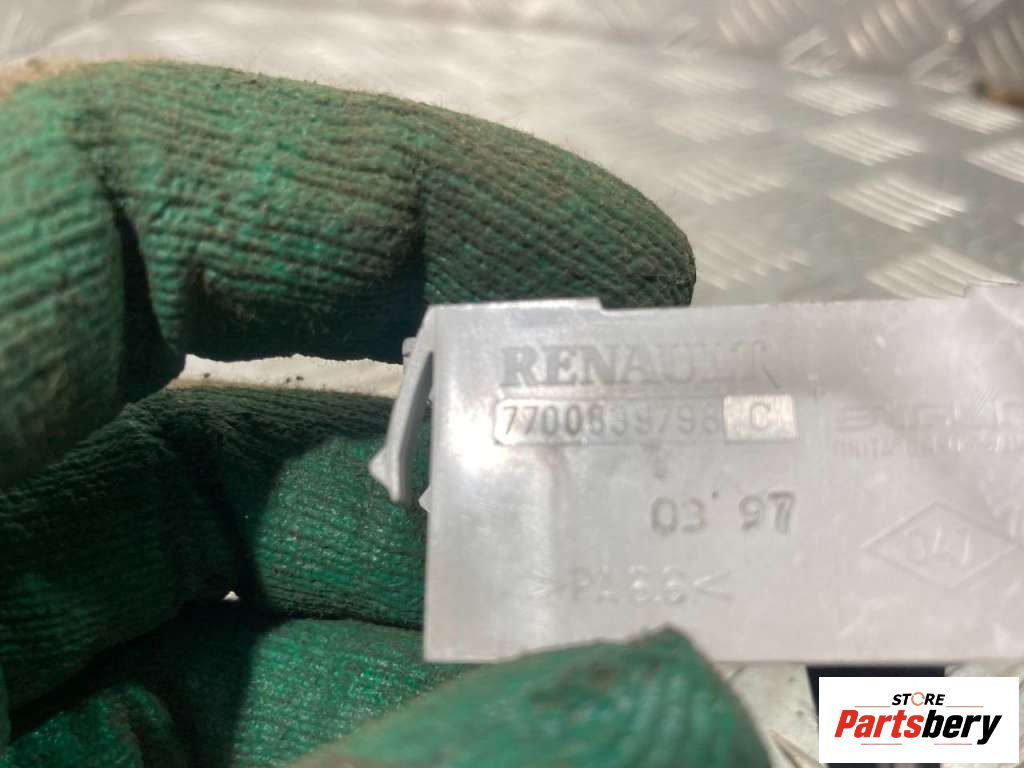 RENAULT
7700839798 C
03 97
>PA66<
STORE
Partsbery